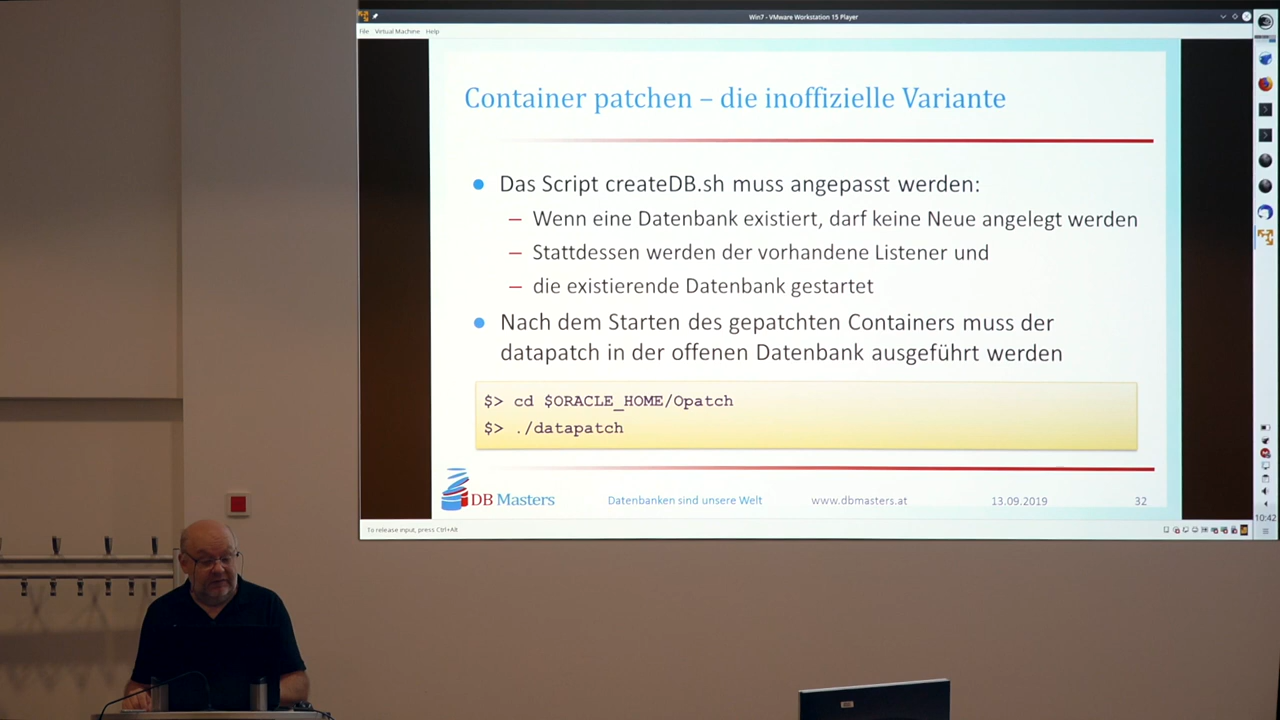 Win7 - VMware Workstation 15 Player
File Virtual Machine Help
Container patchen – die inoffizielle Variante
Das Script createDB.sh muss angepasst werden:
– Wenn eine Datenbank existiert, darf keine Neue angelegt werden
– Stattdessen werden der vorhandene Listener und
– die existierende Datenbank gestartet
Nach dem Starten des gepatchten Containers muss der
datapatch in der offenen Datenbank ausgeführt werden
$> cd $ORACLE_HOME/Opatch
$> ./datapatch
DB Masters
Datenbanken sind unsere Welt
www.dbmasters.at
13.09.2019
32
To release input, press Ctrl+Alt
10:42